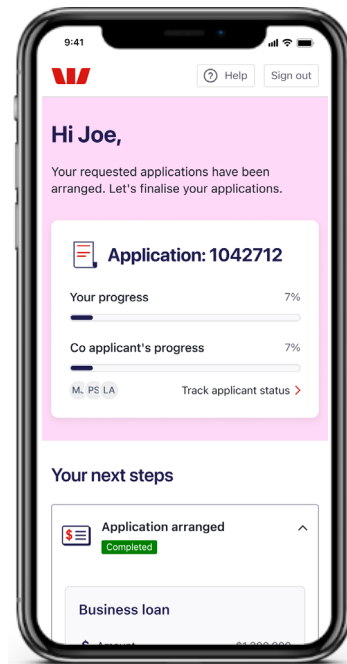 9:41
Help
Sign out
Hi Joe,
Your requested applications have been
arranged. Let's finalise your applications.
Application: 1042712
Your progress 7%
Co applicant's progress 7%
M. PS LA
Track applicant status
Your next steps
Application arranged
Completed
Business loan